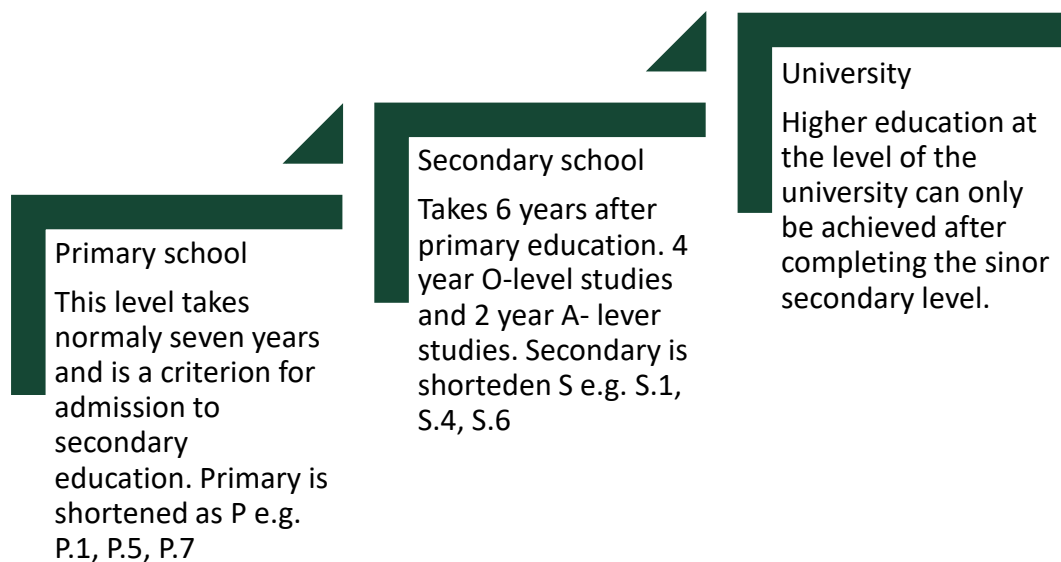 Primary school
This level takes
normaly seven years
and is a criterion for
admission to
secondary
education. Primary is
shortened as P e.g.
P.1, P.5, P.7
Secondary school
Takes 6 years after
primary education. 4
year O-level studies
and 2 year A- lever
studies. Secondary is
shorteden S e.g. S.1,
S.4, S.6
University
Higher education at
the level of the
university can only
be achieved after
completing the sinor
secondary level.